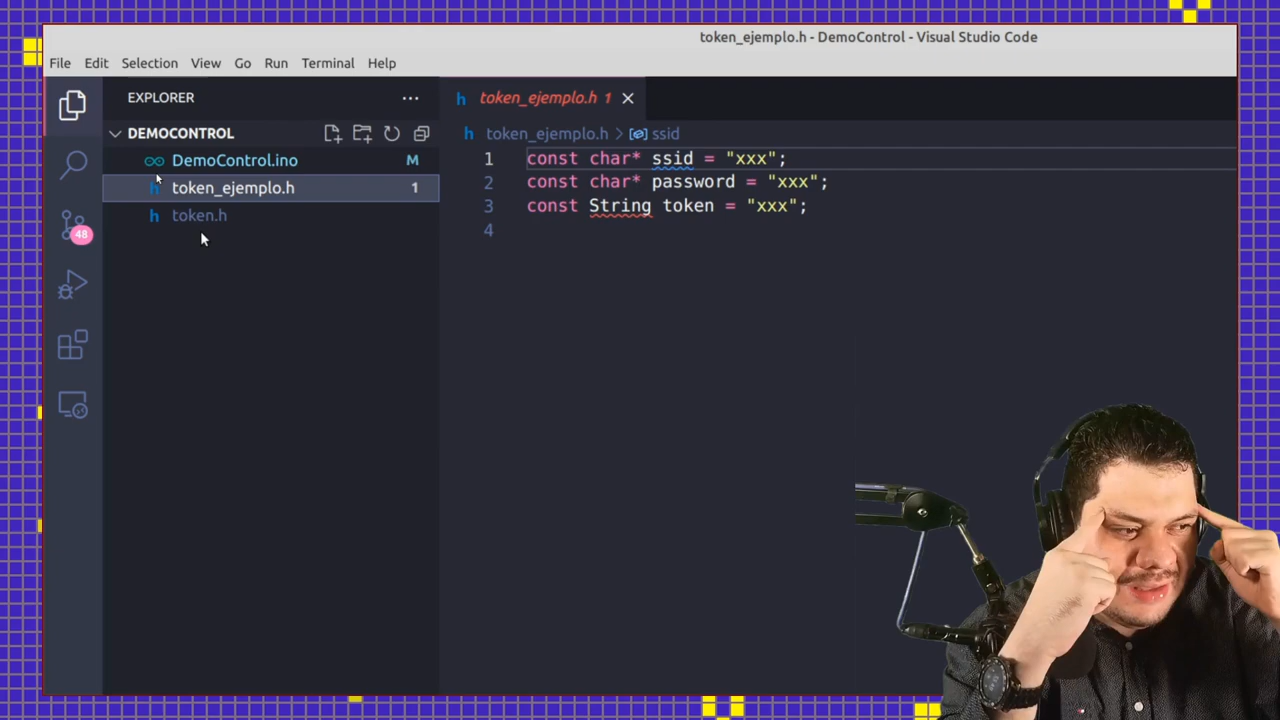 token_ejemplo.h - DemoControl - Visual Studio Code
File Edit Selection View Go Run Terminal Help
EXPLORER
token_ejemplo.h 1
DEMOCONTROL
token_ejemplo.h > ssid
DemoControl.ino M
token_ejemplo.h 1
token.h
48
1 const char* ssid = "xxx";
2 const char* password = "xxx";
3 const String token = "xxx";
4